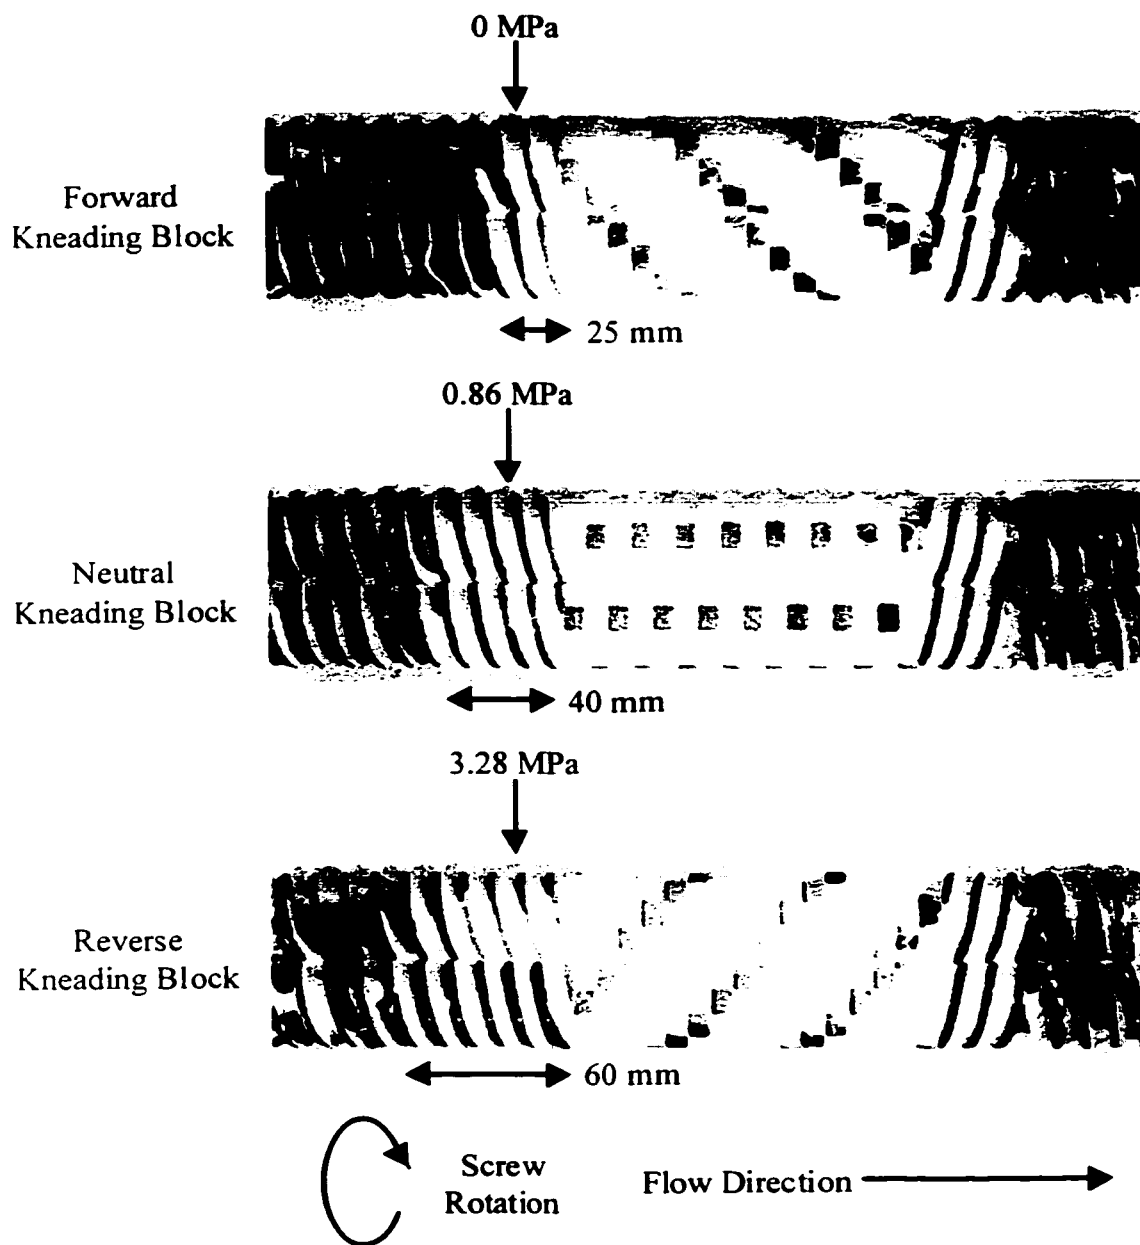 0 MPa
Forward
Kneading Block
25 mm
0.86 MPa
Neutral
Kneading Block
40 mm
3.28 MPa
Reverse
Kneading Block
60 mm
Screw
Rotation
Flow Direction